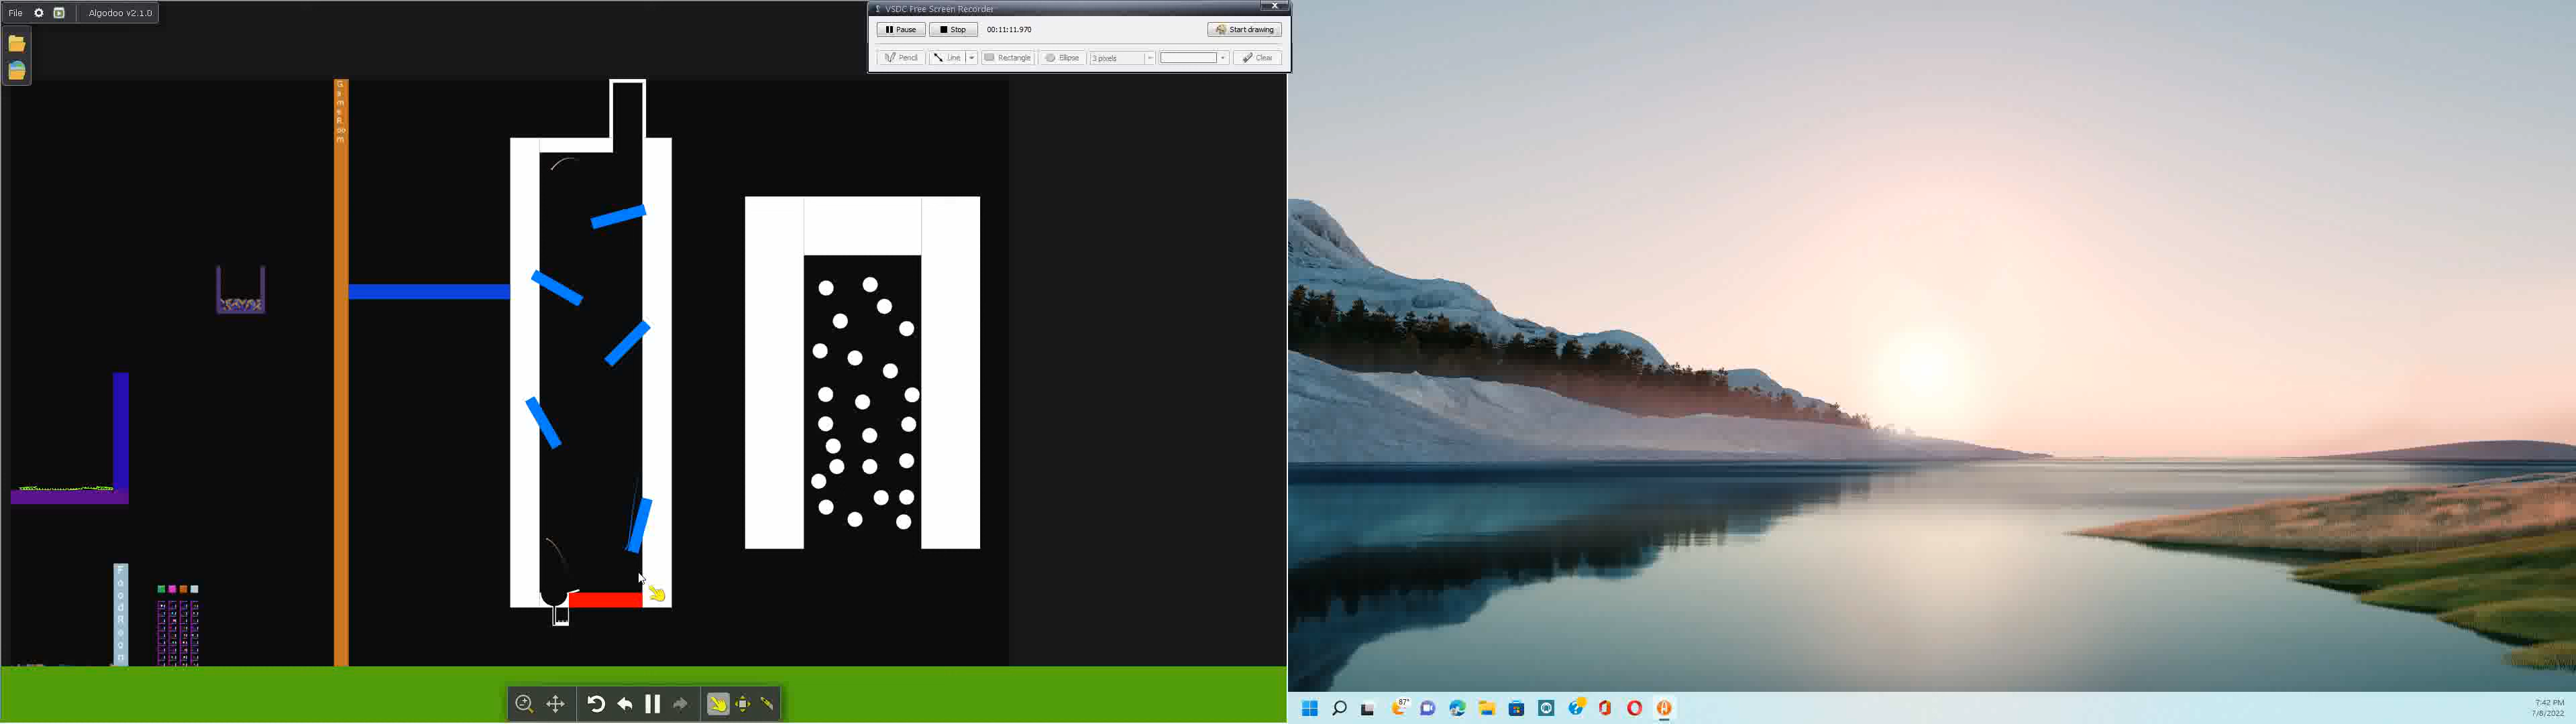 File
Algodoo v2.1.0
VSDC Free Screen Recorder
Pause
Stop
00:11:11.970
Start drawing
Pencil
Line
Rectangle
Ellipse
3 pixels
Clear
87°
7:42 PM
7/8/2022